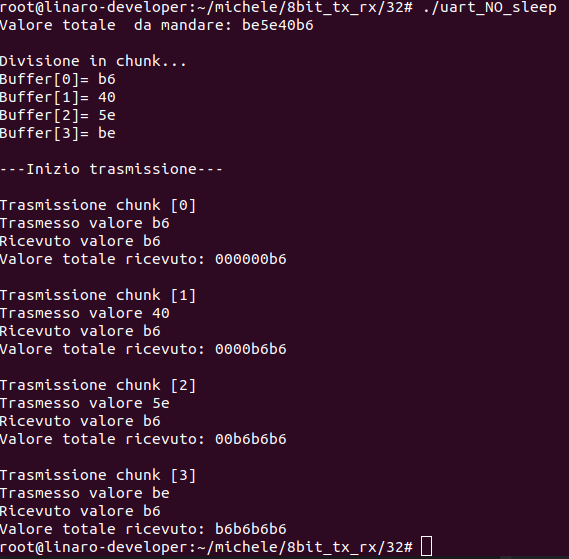 root@linaro-developer:~/michele/8bit_tx_rx/32# ./uart_NO_sleep
Valore totale  da mandare: be5e40b6
Divisione in chunk...
Buffer[0]= b6
Buffer[1]= 40
Buffer[2]= 5e
Buffer[3]= be
---Inizio trasmissione---
Trasmissione chunk [0]
Trasmesso valore b6
Ricevuto valore b6
Valore totale ricevuto: 000000b6
Trasmissione chunk [1]
Trasmesso valore 40
Ricevuto valore b6
Valore totale ricevuto: 0000b6b6
Trasmissione chunk [2]
Trasmesso valore 5e
Ricevuto valore b6
Valore totale ricevuto: 00b6b6b6
Trasmissione chunk [3]
Trasmesso valore be
Ricevuto valore b6
Valore totale ricevuto: b6b6b6b6
root@linaro-developer:~/michele/8bit_tx_rx/32#